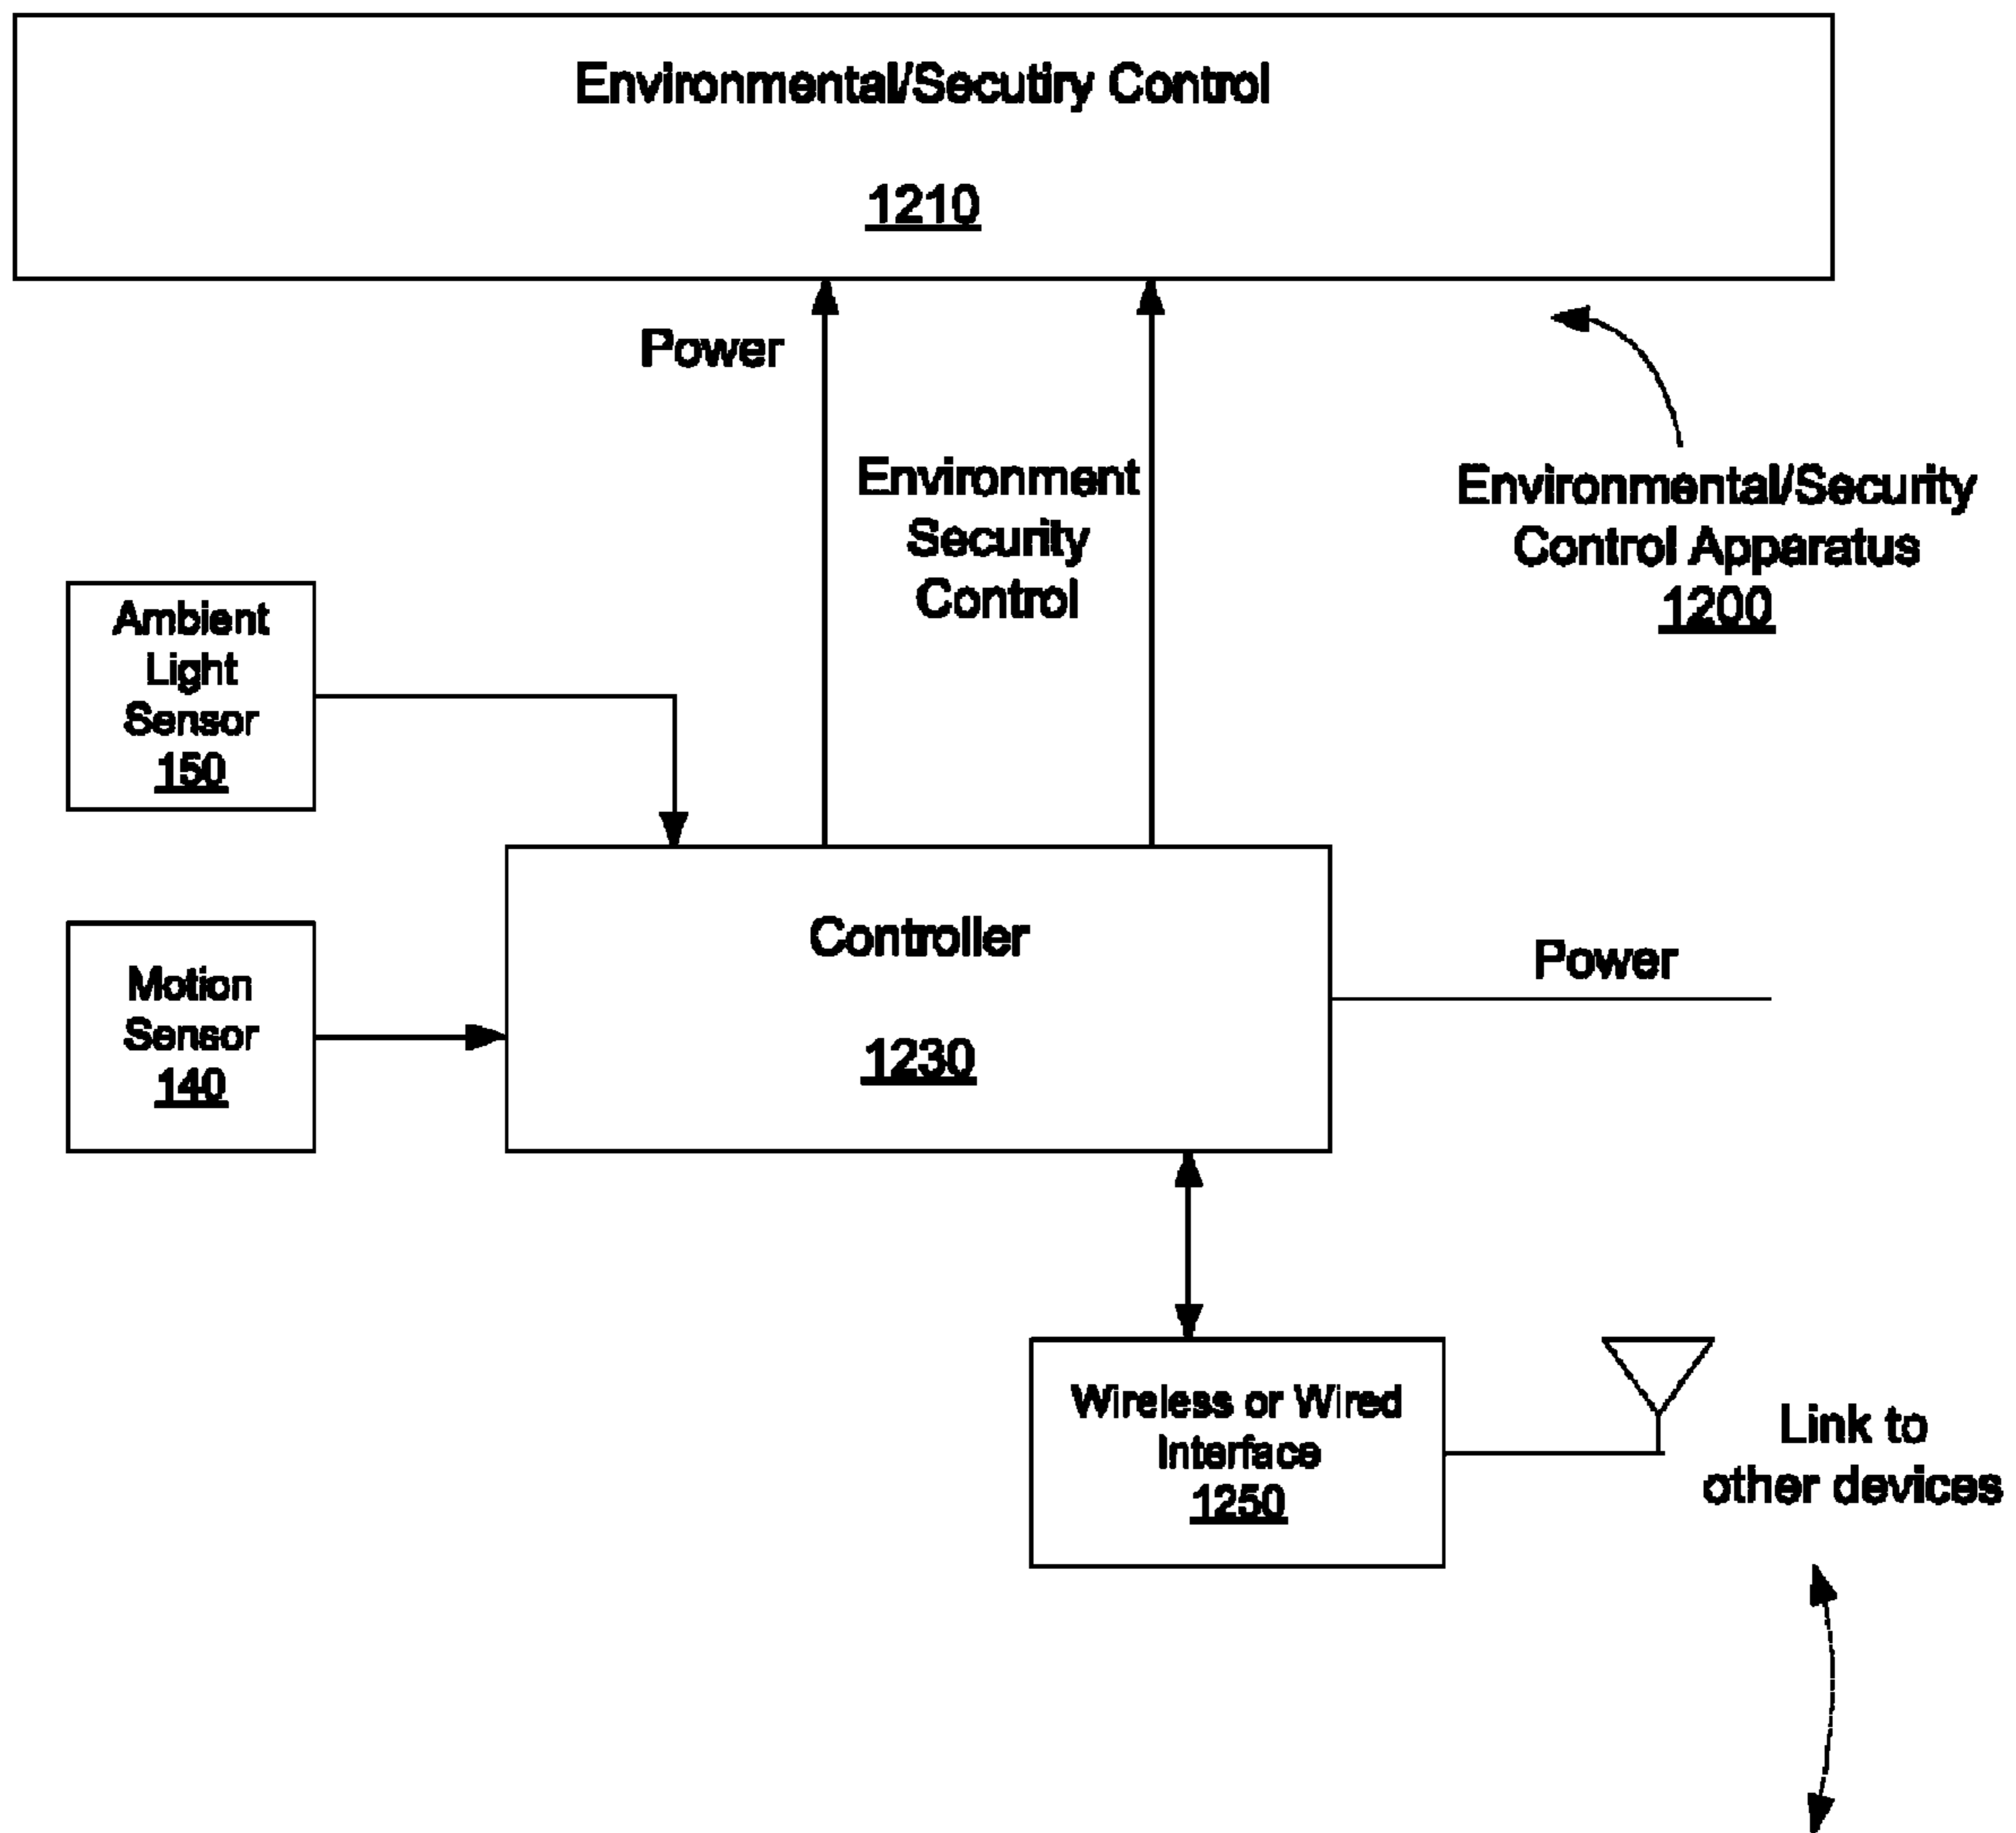 Environmental/Secutiry Control
1210
Power
Environment
Security
Control
Environmental/Security
Control Apparatus
1200
Ambient
Light
Sensor
150
Motion
Sensor
140
Controller
1230
Power
Wireless or Wired
Interface
1250
Link to
other devices